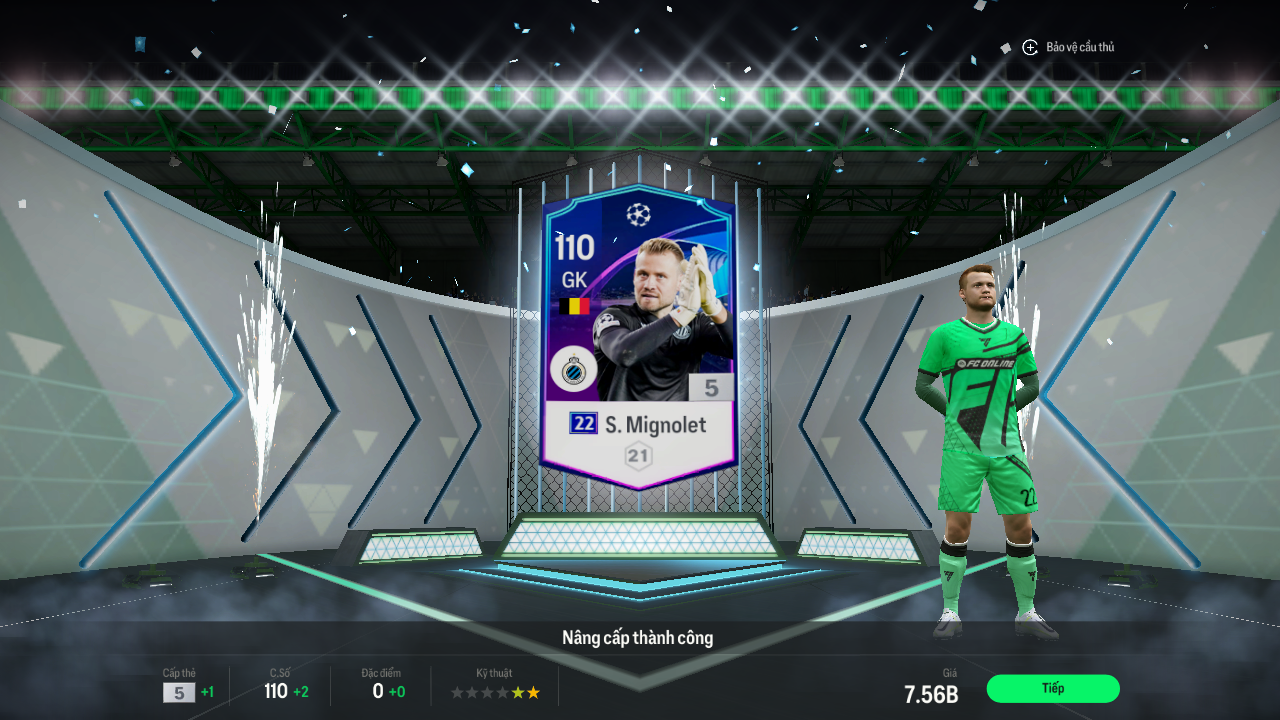 Bảo vệ cầu thủ
110
GK
5
22 S. Mignolet
21
FC ONLINE
22
Nâng cấp thành công
Cấp thẻ
5 +1
C.Số
110 +2
Đặc điểm
0 +0
Kỹ thuật
Giá
7.56B
Tiếp